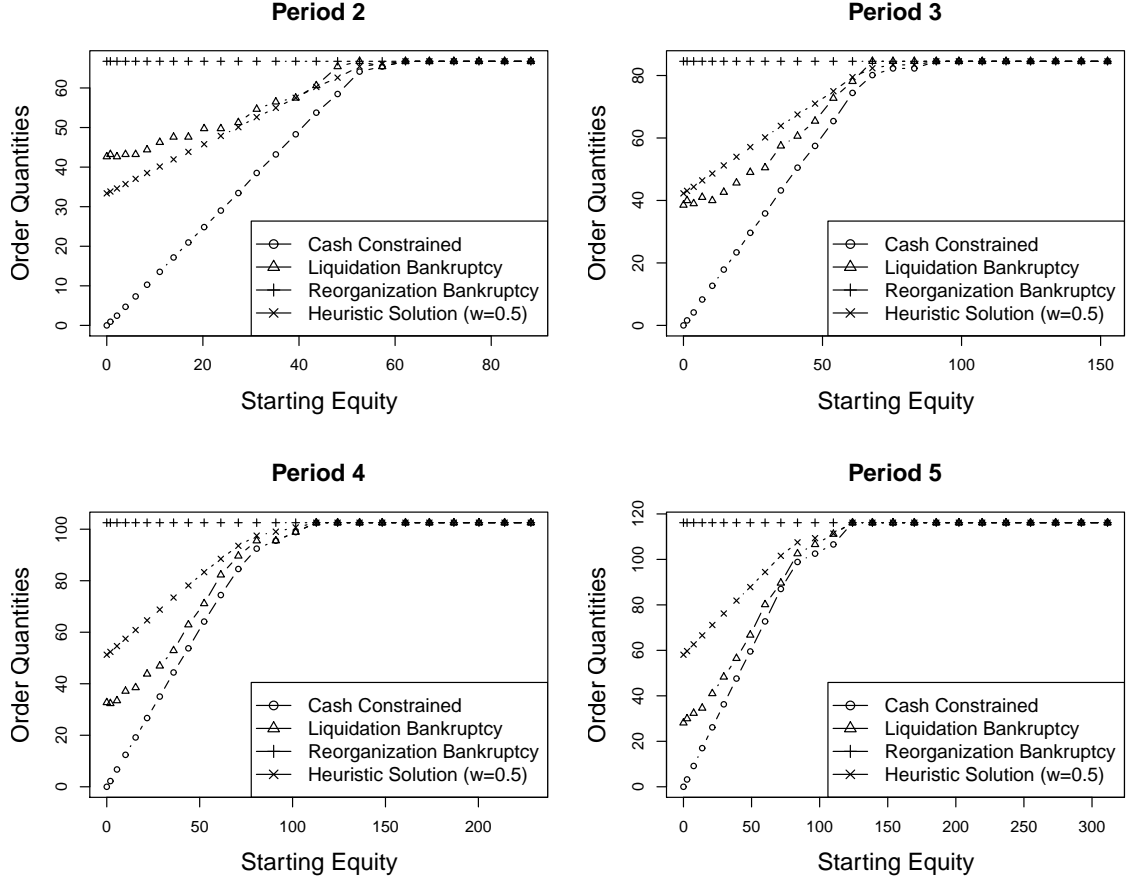 Period 2
60
50
40
30
20
10
0
Order Quantities
Cash Constrained
Liquidation Bankruptcy
Reorganization Bankruptcy
Heuristic Solution (w=0.5)
0 20 40 60 80
Starting Equity
Period 3
80
60
40
20
0
Order Quantities
Cash Constrained
Liquidation Bankruptcy
Reorganization Bankruptcy
Heuristic Solution (w=0.5)
0 50 100 150
Starting Equity
Period 4
100
80
60
40
20
0
Order Quantities
Cash Constrained
Liquidation Bankruptcy
Reorganization Bankruptcy
Heuristic Solution (w=0.5)
0 50 100 150 200
Starting Equity
Period 5
120
100
80
60
40
20
0
Order Quantities
Cash Constrained
Liquidation Bankruptcy
Reorganization Bankruptcy
Heuristic Solution (w=0.5)
0 50 100 150 200 250 300
Starting Equity